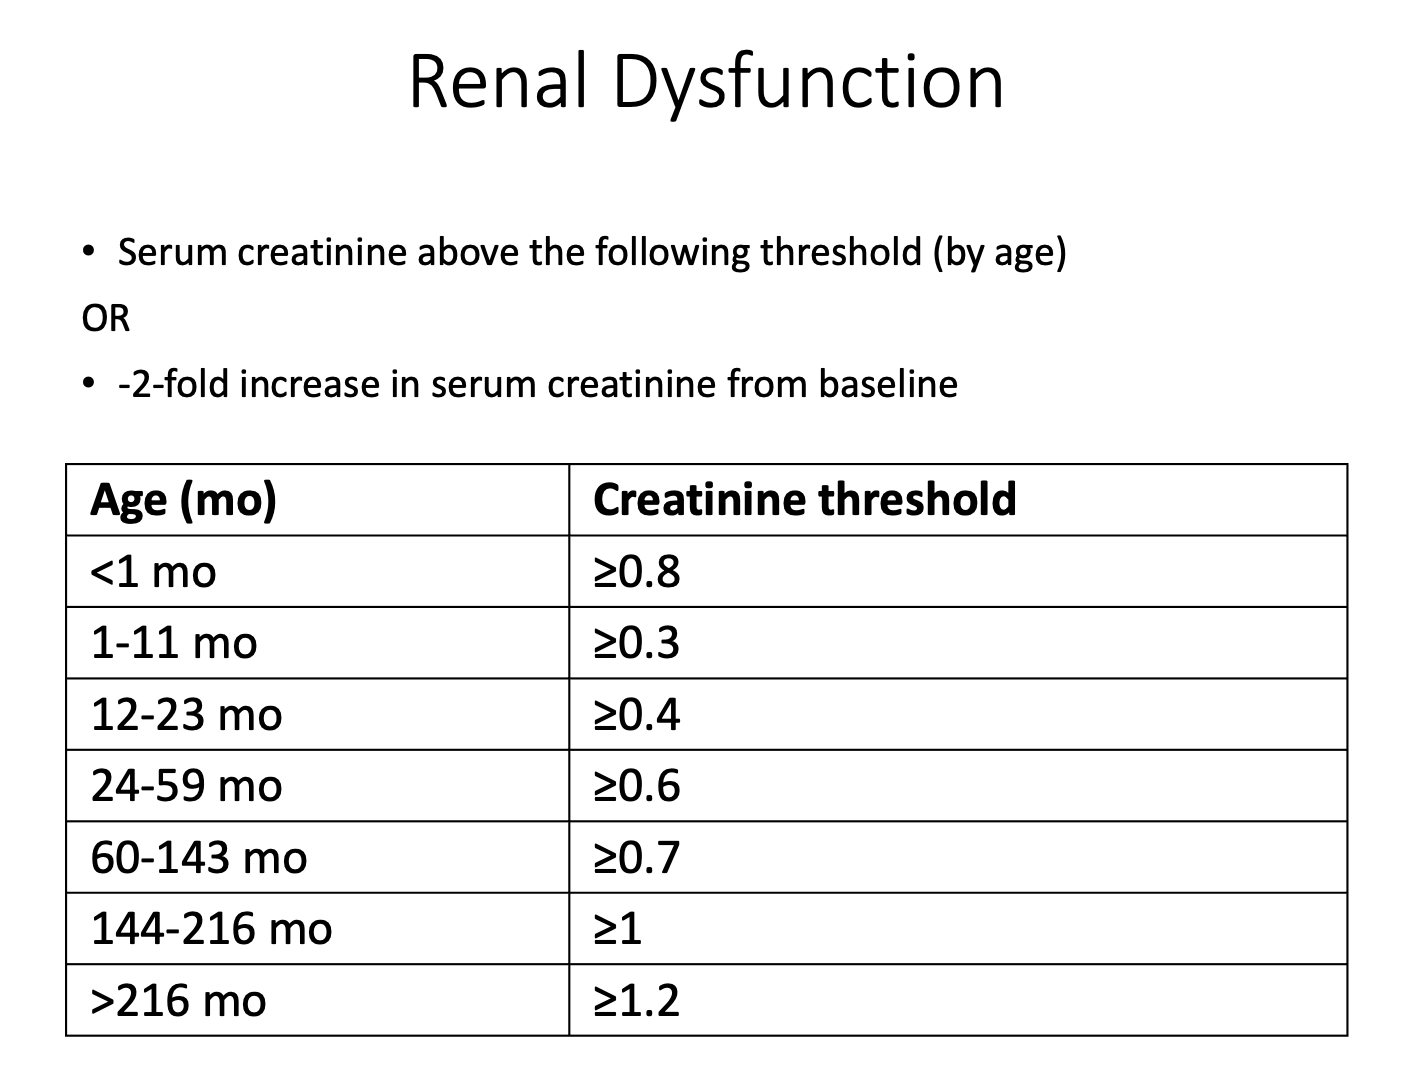 Renal Dysfunction
• Serum creatinine above the following threshold (by age)
OR
• -2-fold increase in serum creatinine from baseline
Age (mo) Creatinine threshold
<1 mo ≥0.8
1-11 mo ≥0.3
12-23 mo ≥0.4
24-59 mo ≥0.6
60-143 mo ≥0.7
144-216 mo ≥1
>216 mo ≥1.2